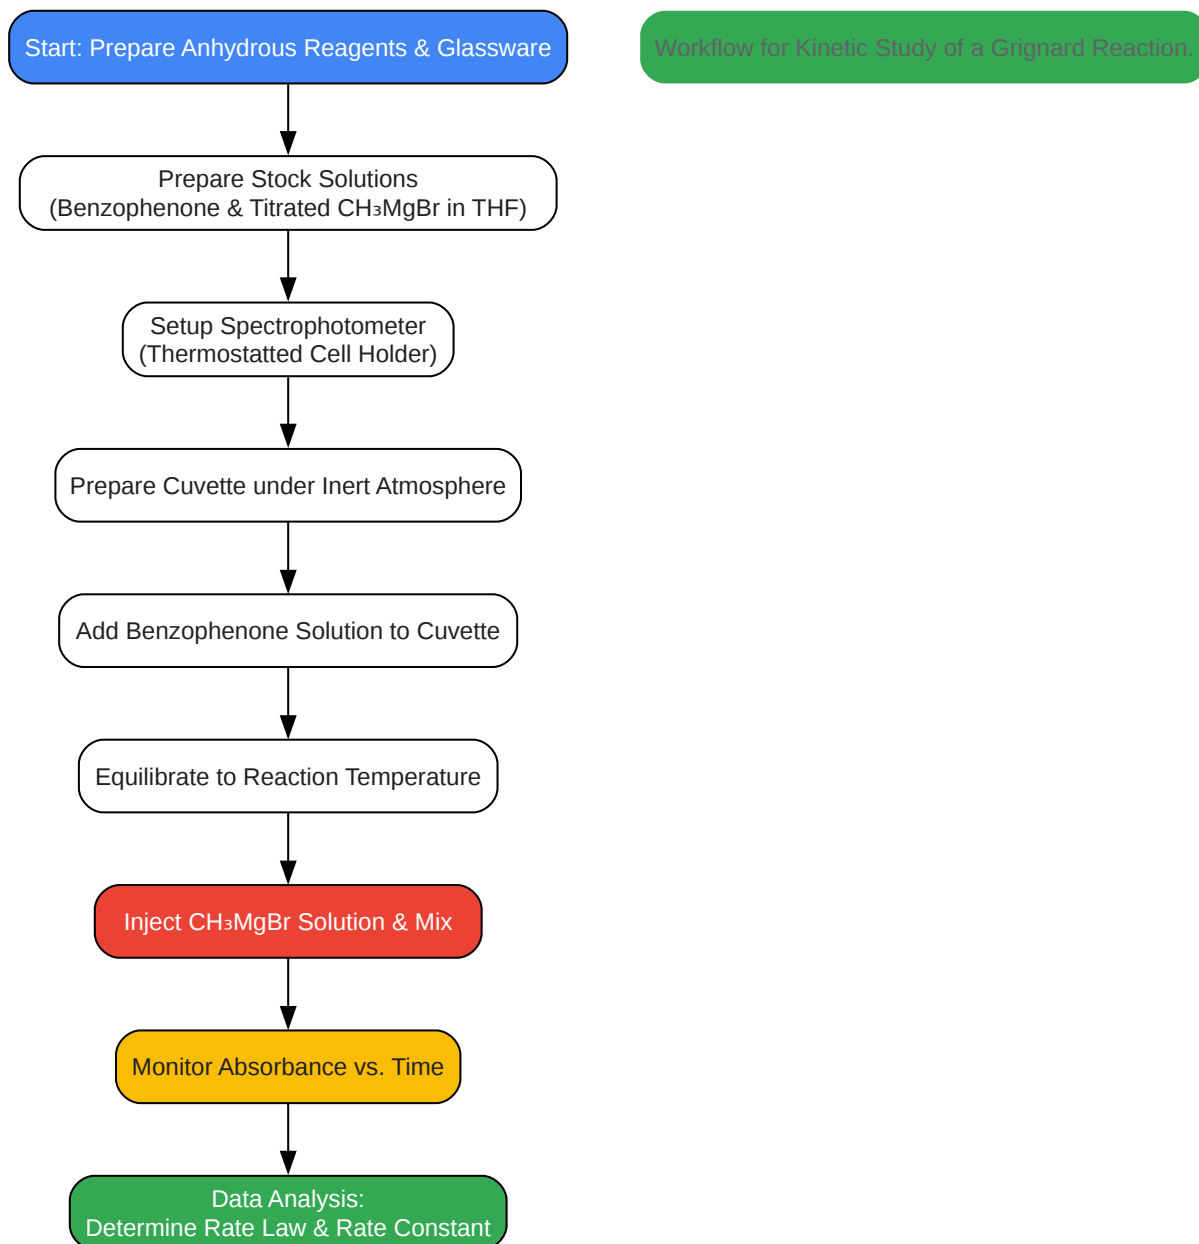 Start: Prepare Anhydrous Reagents & Glassware
Workflow for Kinetic Study of a Grignard Reaction.
Prepare Stock Solutions
(Benzophenone & Titrated CH₃MgBr in THF)
Setup Spectrophotometer
(Thermostatted Cell Holder)
Prepare Cuvette under Inert Atmosphere
Add Benzophenone Solution to Cuvette
Equilibrate to Reaction Temperature
Inject CH₃MgBr Solution & Mix
Monitor Absorbance vs. Time
Data Analysis:
Determine Rate Law & Rate Constant